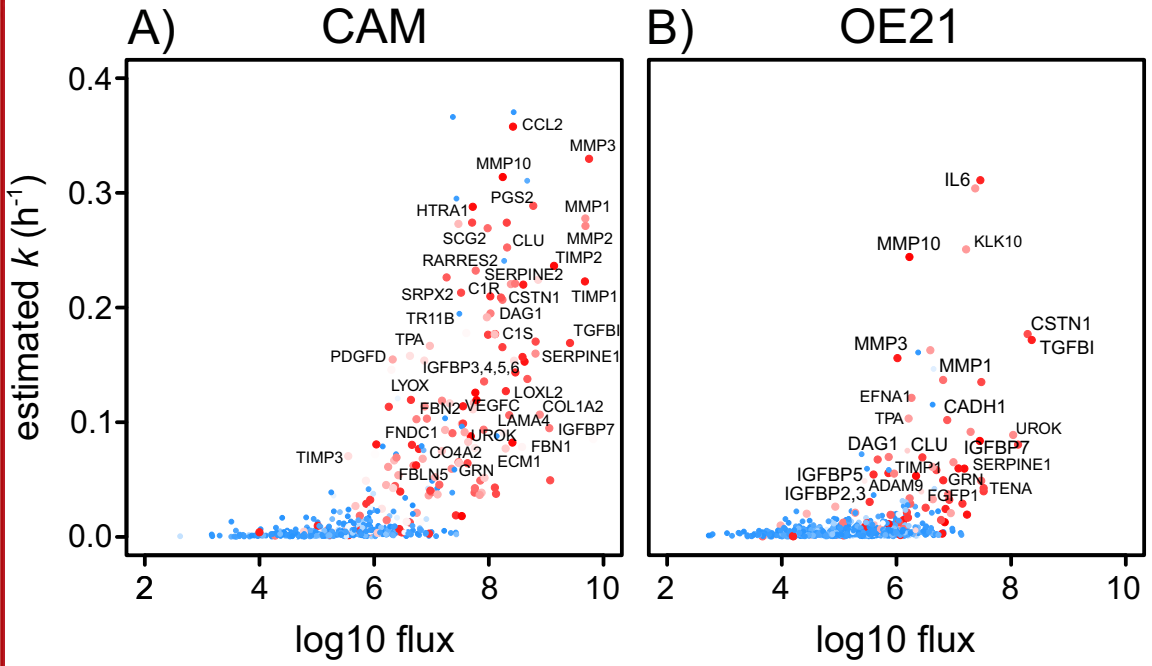 A) CAM
B) OE21
estimated k (h-1)
0.4
0.3
0.2
0.1
0.0
CCL2
MMP3
MMP10
PGS2
HTRA1
MMP1
SCG2
CLU
MMP2
RARRES2
TIMP2
SERPINE2
SRPX2
C1R
CSTN1
TIMP1
TR11B
DAG1
TPA
C1S
TGFBI
PDGFD
SERPINE1
IGFBP3,4,5,6
LYOX
LOXL2
FBN2
VEGFC
COL1A2
LAMA4
IGFBP7
FNDC1
UROK
FBN1
TIMP3
CO4A2
ECM1
FBLN5
GRN
2 4 6 8 10
log10 flux
IL6
MMP10
KLK10
CSTN1
TGFBI
MMP3
MMP1
EFNA1
CADH1
TPA
UROK
DAG1
CLU
IGFBP7
IGFBP5
TIMP1
SERPINE1
ADAM9
GRN
TENA
IGFBP2,3
FGFP1
2 4 6 8 10
log10 flux